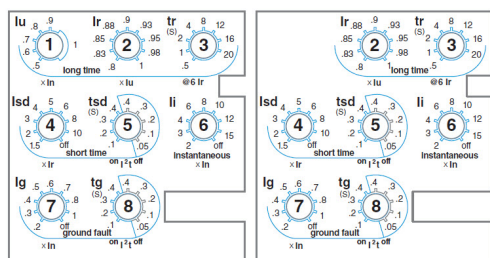 Iu .5 .6 .7 .8 .9 1 1
x In
Ir .8 .83 .85 .88 .9 .93 .95 .98 1 2
long time
x Iu
tr (S) .5 1 2 4 8 12 16 20 3
@6 Ir
Isd 1.5 2 3 4 5 6 8 10 off 4
x Ir
short time
tsd (S) .1 .2 .3 .4 .4 .3 .2 .1 .05 5
on I²t off
Ii 2 3 4 6 8 10 12 15 off 6
instantaneous
x In
Ig .2 .3 .4 .5 .6 .7 .8 1 off 7
x In
ground fault
tg (S) .1 .2 .3 .4 .4 .3 .2 .1 .05 8
on I²t off
Ir .8 .83 .85 .88 .9 .93 .95 .98 1 2
x Iu
tr (S) .5 1 2 4 8 12 16 20 3
long time
@6 Ir
Isd 1.5 2 3 4 5 6 8 10 off 4
x Ir
short time
tsd (S) .1 .2 .3 .4 .4 .3 .2 .1 .05 5
on I²t off
Ii 2 3 4 6 8 10 12 15 off 6
instantaneous
x In
Ig .2 .3 .4 .5 .6 .7 .8 1 off 7
x In
ground fault
tg (S) .1 .2 .3 .4 .4 .3 .2 .1 .05 8
on I²t off